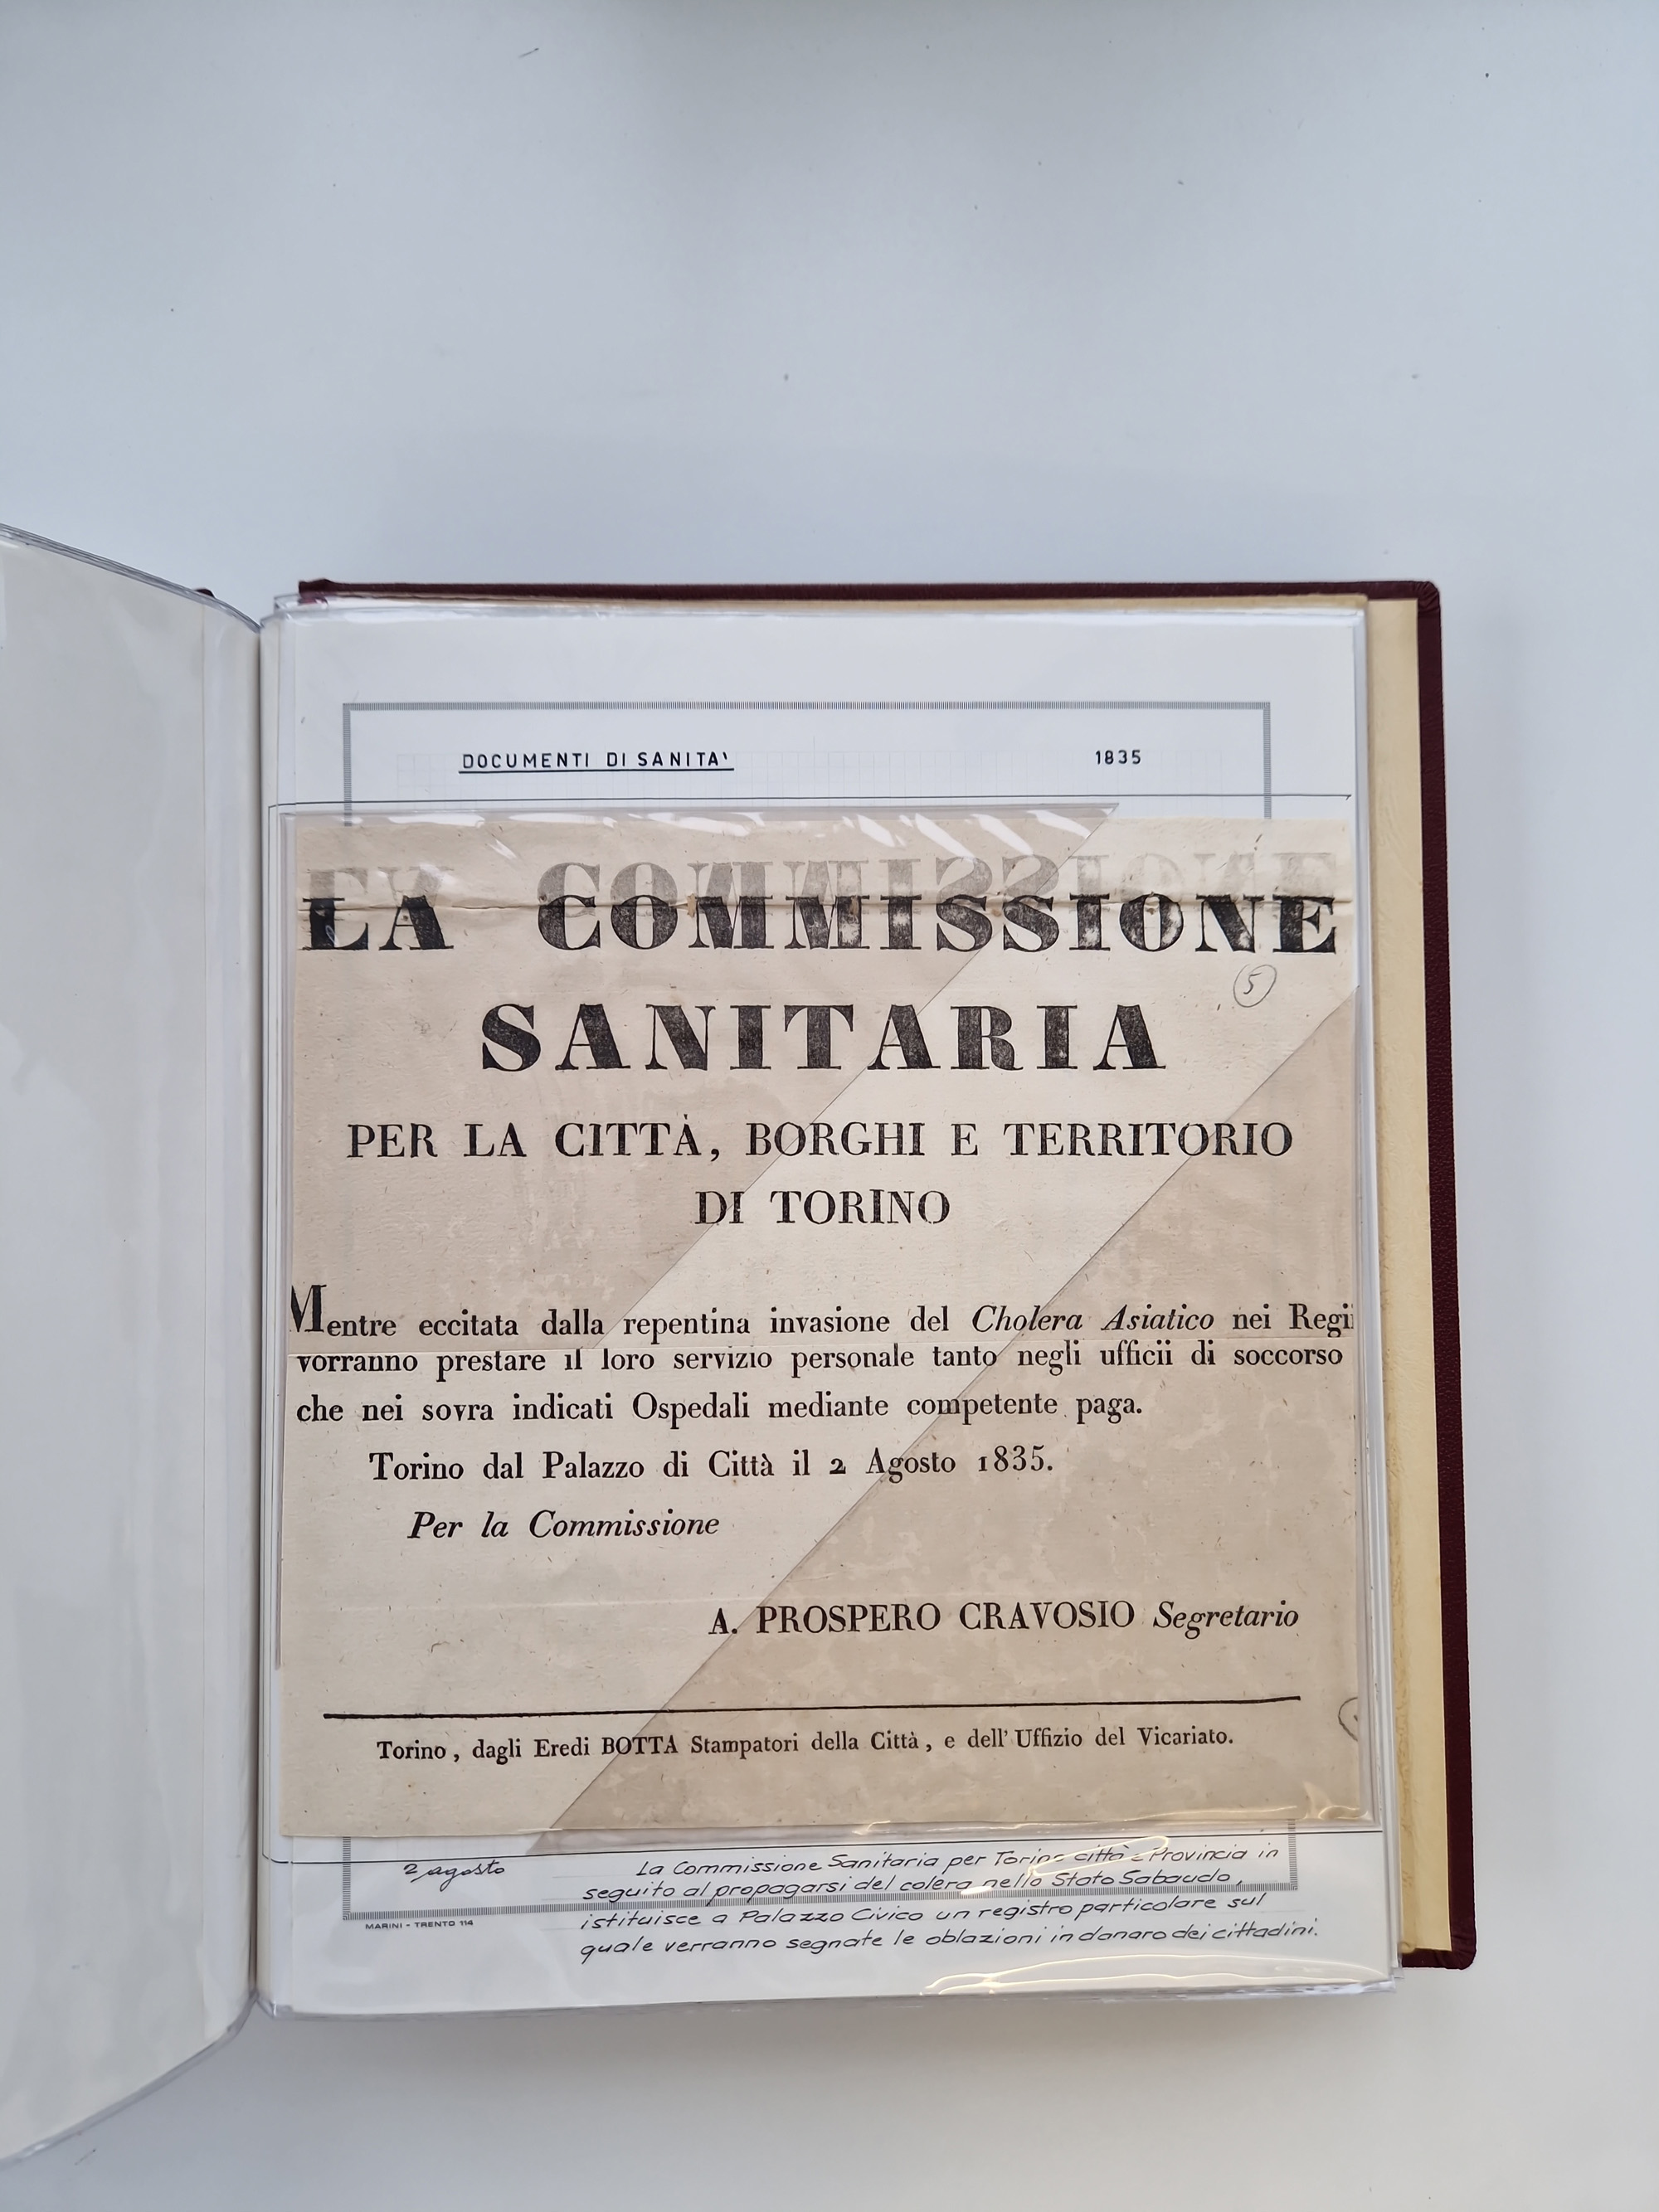 DOCUMENTI DI SANITA'
1835
LA COMMISSIONE
5
SANITARIA
PER LA CITTÀ, BORGHI E TERRITORIO
DI TORINO
Mentre eccitata dalla repentina invasione del Cholera Asiatico nei Regii
vorranno prestare il loro servizio personale tanto negli ufficii di soccorso
che nei sovra indicati Ospedali mediante competente paga.
Torino dal Palazzo di Città il 2 Agosto 1835.
Per la Commissione
A. PROSPERO CRAVOSIO Segretario
Torino, dagli Eredi BOTTA Stampatori della Città, e dell' Uffizio del Vicariato.
2 agosto
La Commissione Sanitaria per Torino città e Provincia in
seguito al propagarsi del colera nello Stato Sabaudo,
istituisce a Palazzo Civico un registro particolare sul
quale verranno segnate le oblazioni in danaro dei cittadini.
MARINI - TRENTO 114